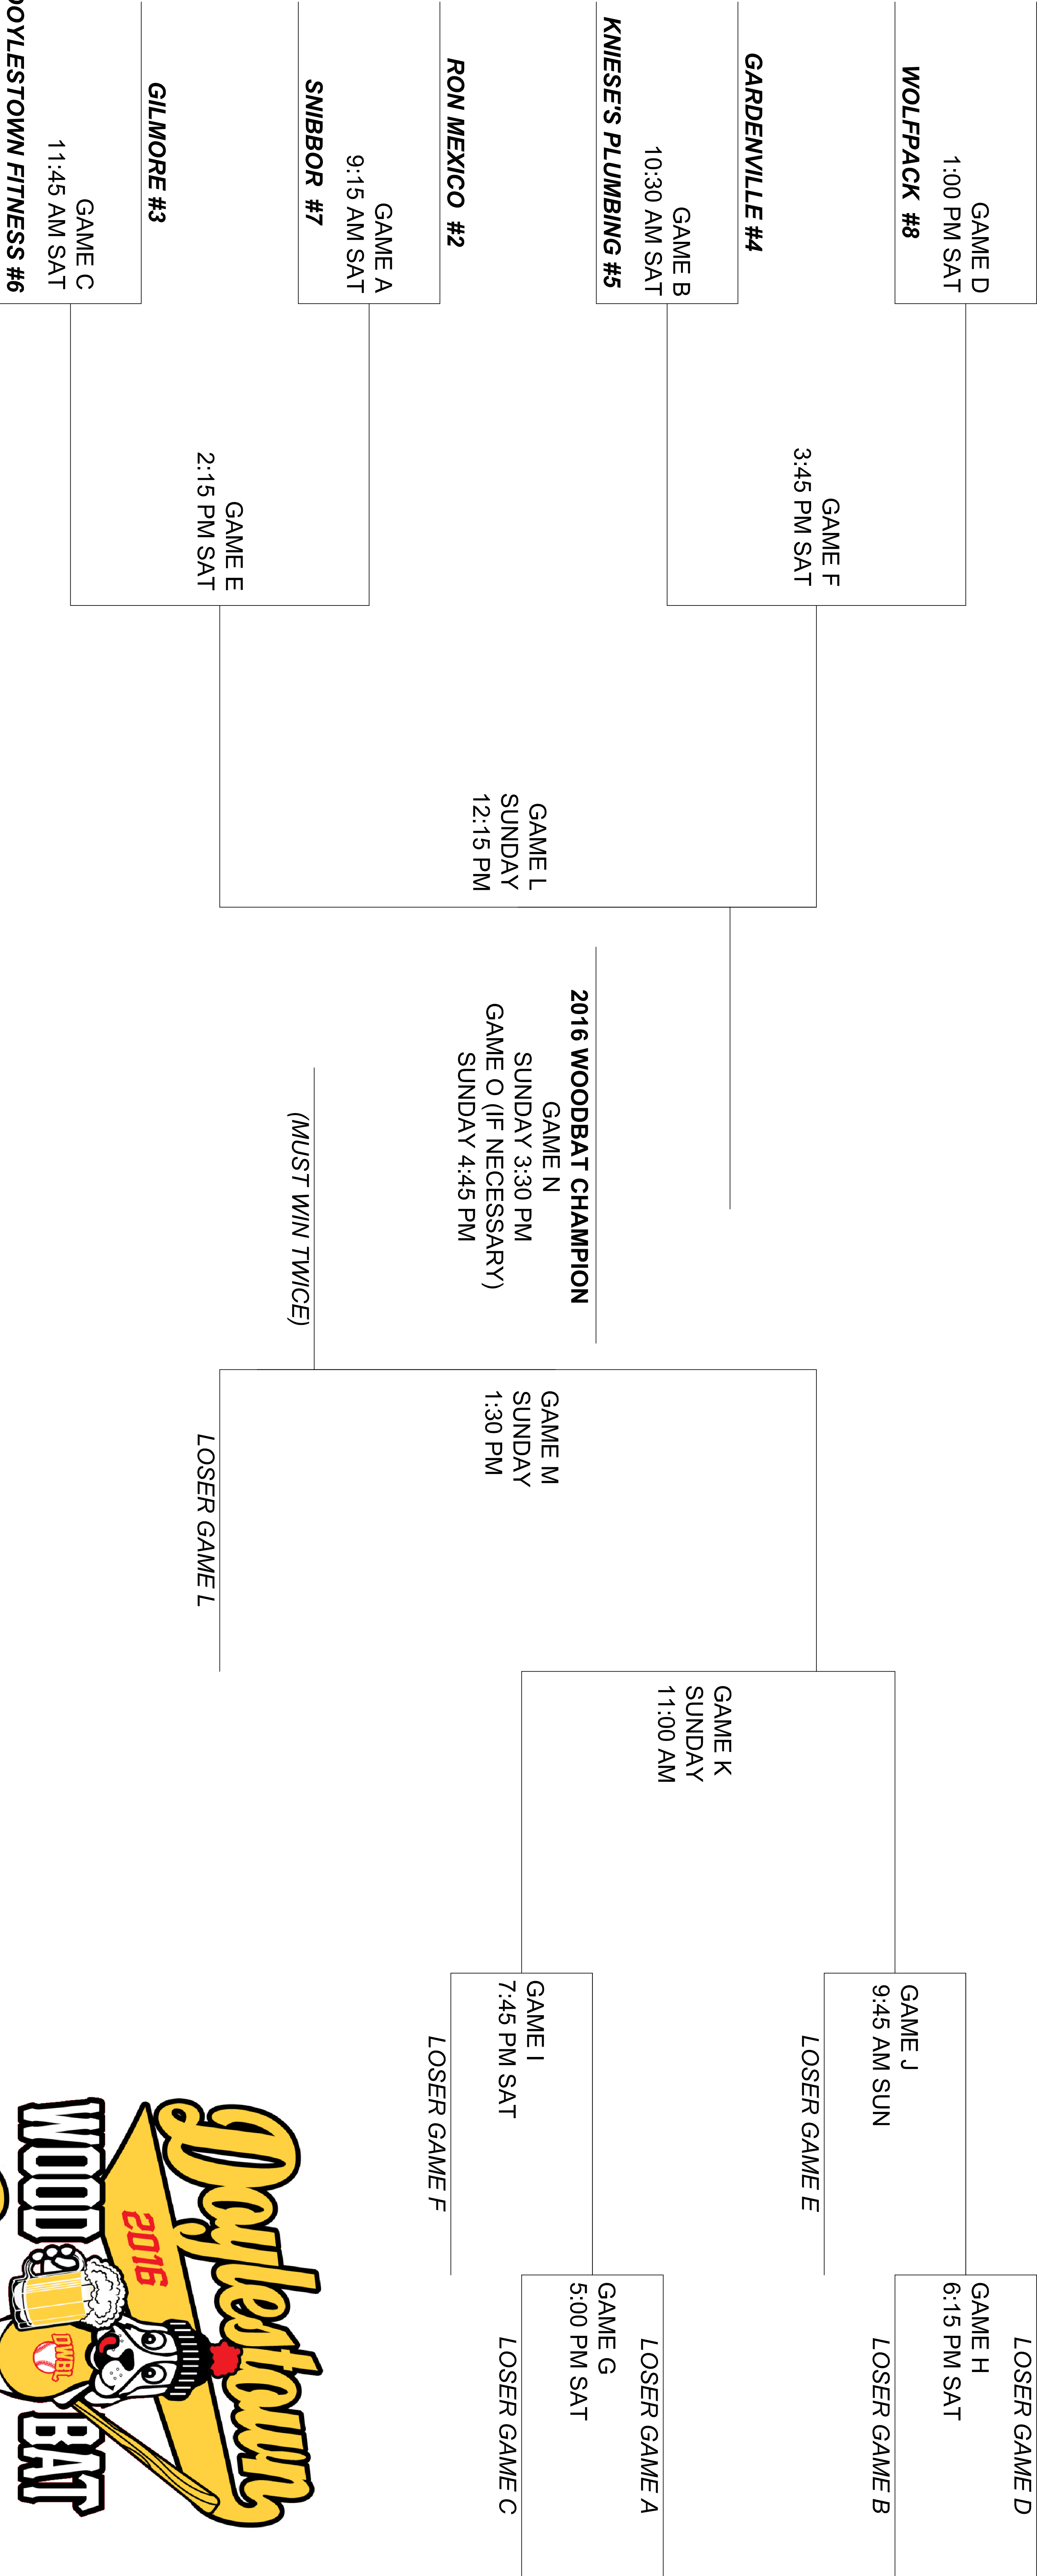 WOLFPACK #8
GAME D
1:00 PM SAT
GARDENVILLE #4
GAME B
10:30 AM SAT
KNIESE'S PLUMBING #5
RON MEXICO #2
GAME A
9:15 AM SAT
SNIBBOR #7
GILMORE #3
GAME C
11:45 AM SAT
DOYLESTOWN FITNESS #6
GAME F
3:45 PM SAT
GAME E
2:15 PM SAT
GAME L
SUNDAY
12:15 PM
2016 WOODBAT CHAMPION
GAME N
SUNDAY 3:30 PM
GAME O (IF NECESSARY)
SUNDAY 4:45 PM
(MUST WIN TWICE)
GAME M
SUNDAY
1:30 PM
LOSER GAME L
GAME K
SUNDAY
11:00 AM
GAME J
9:45 AM SUN
LOSER GAME E
GAME I
7:45 PM SAT
LOSER GAME F
LOSER GAME D
GAME H
6:15 PM SAT
LOSER GAME B
LOSER GAME A
GAME G
5:00 PM SAT
LOSER GAME C
Doylestown
2016
WOOD BAT
DWBL